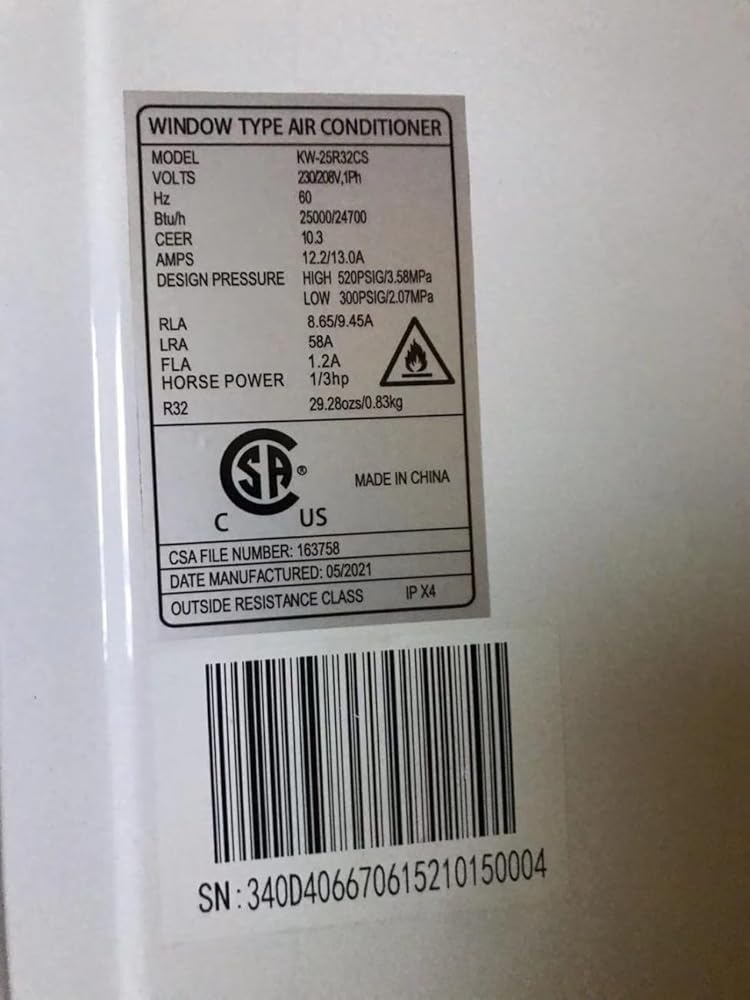 WINDOW TYPE AIR CONDITIONER
MODEL KW-25R32CS
VOLTS 230/208V,1Ph
Hz 60
Btu/h 25000/24700
CEER 10.3
AMPS 12.2/13.0A
DESIGN PRESSURE HIGH 520PSIG/3.58MPa
LOW 300PSIG/2.07MPa
RLA 8.65/9.45A
LRA 58A
FLA 1.2A
HORSE POWER 1/3hp
R32 29.28ozs/0.83kg
SA ®
C US
MADE IN CHINA
CSA FILE NUMBER: 163758
DATE MANUFACTURED: 05/2021
OUTSIDE RESISTANCE CLASS IP X4
SN:340D406670615210150004